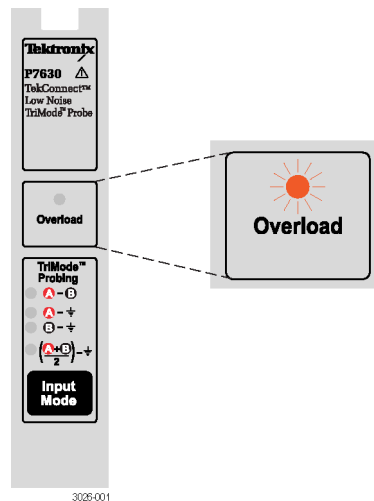 Tektronix
P7630 ⚠
TekConnect™
Low Noise
TriMode™ Probe
Overload
Overload
TriMode™
Probing
A - B
A - ⏚
B - ⏚
(A+B)/2 - ⏚
Input
Mode
3026-001